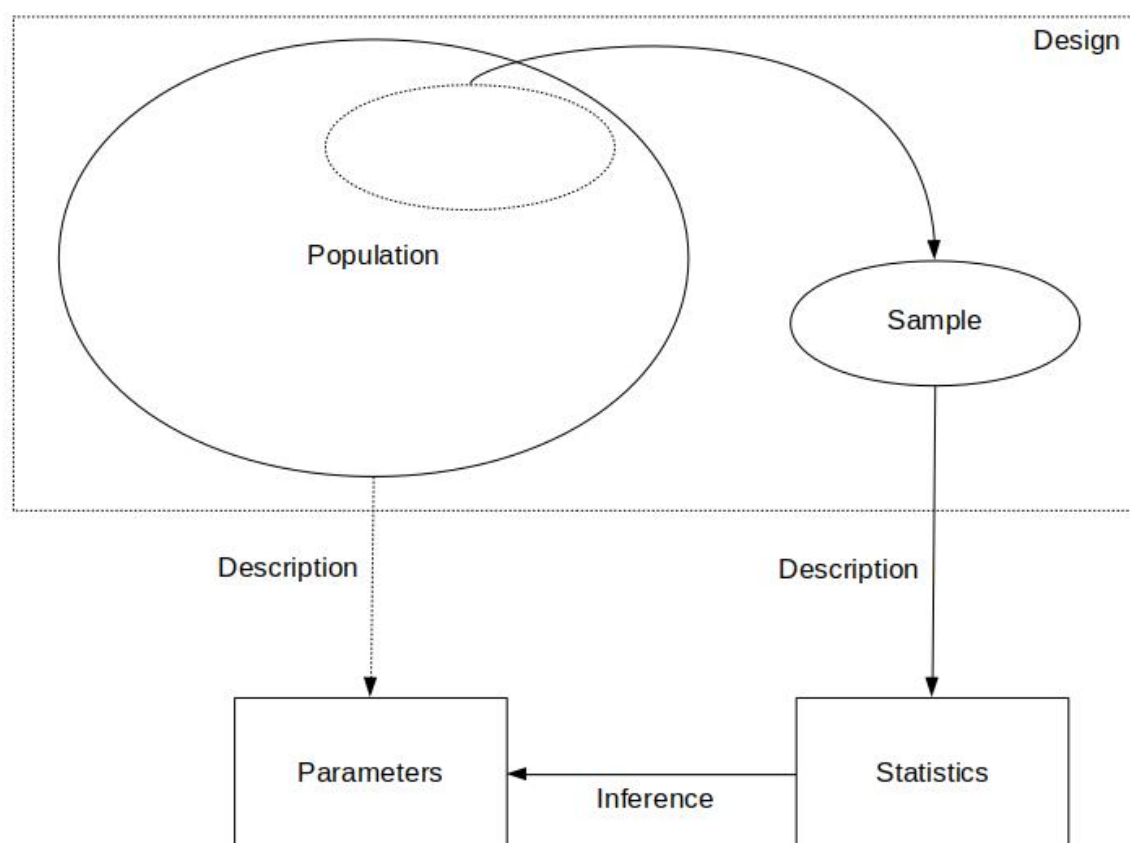 Design
Population
Sample
Description
Description
Parameters
Statistics
Inference